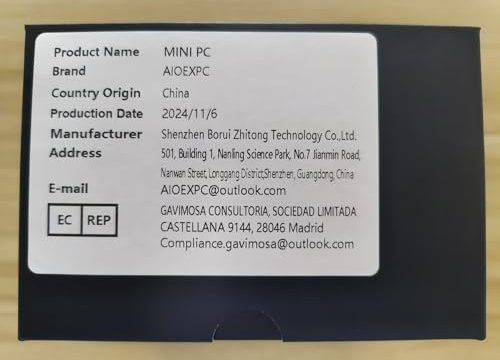 Product Name MINI PC
Brand AIOEXPC
Country Origin China
Production Date 2024/11/6
Manufacturer Shenzhen Borui Zhitong Technology Co.,Ltd.
Address 501, Building 1, Nanling Science Park, No.7 Jianmin Road,
Nanwan Street, Longgang District,Shenzhen, Guangdong, China
E-mail AIOEXPC@outlook.com
EC REP GAVIMOSA CONSULTORIA, SOCIEDAD LIMITADA
CASTELLANA 9144, 28046 Madrid
Compliance.gavimosa@outlook.com